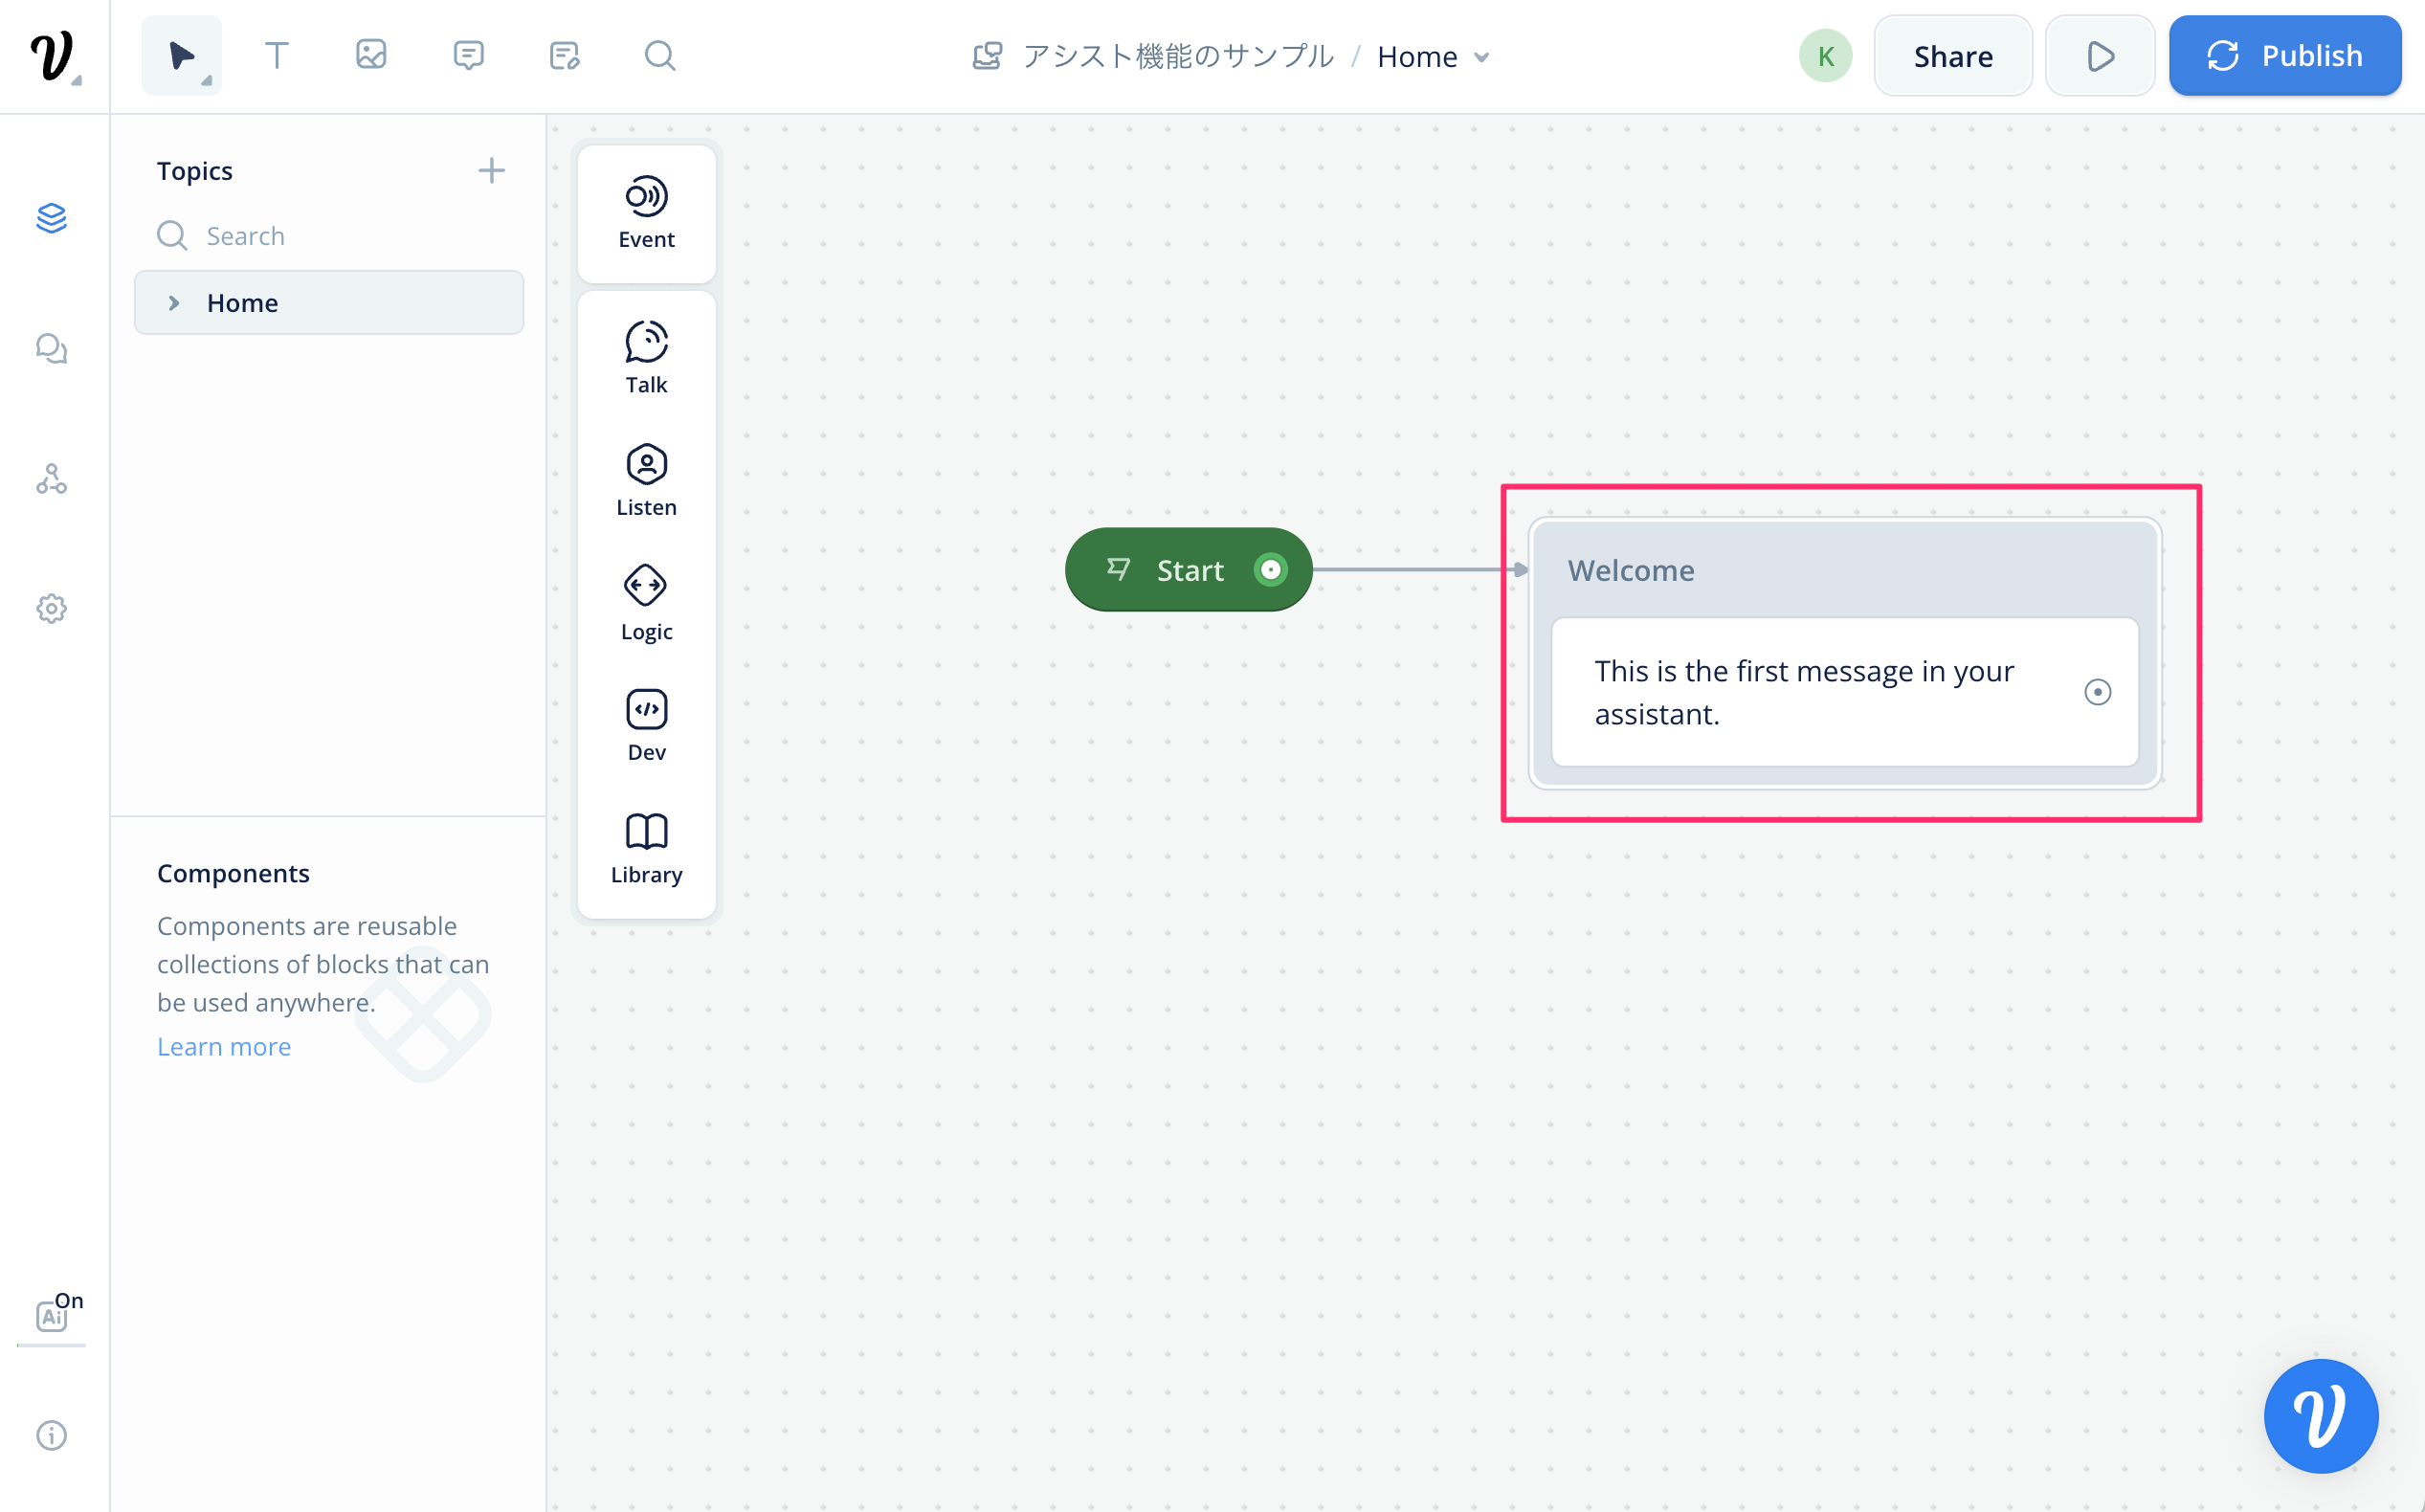 アシスト機能のサンプル / Home
K
Share
Publish
Topics
Search
Home
Event
Talk
Listen
Logic
Dev
Library
Start
Welcome
This is the first message in your
assistant.
Components
Components are reusable
collections of blocks that can
be used anywhere.
Learn more
On
Ai